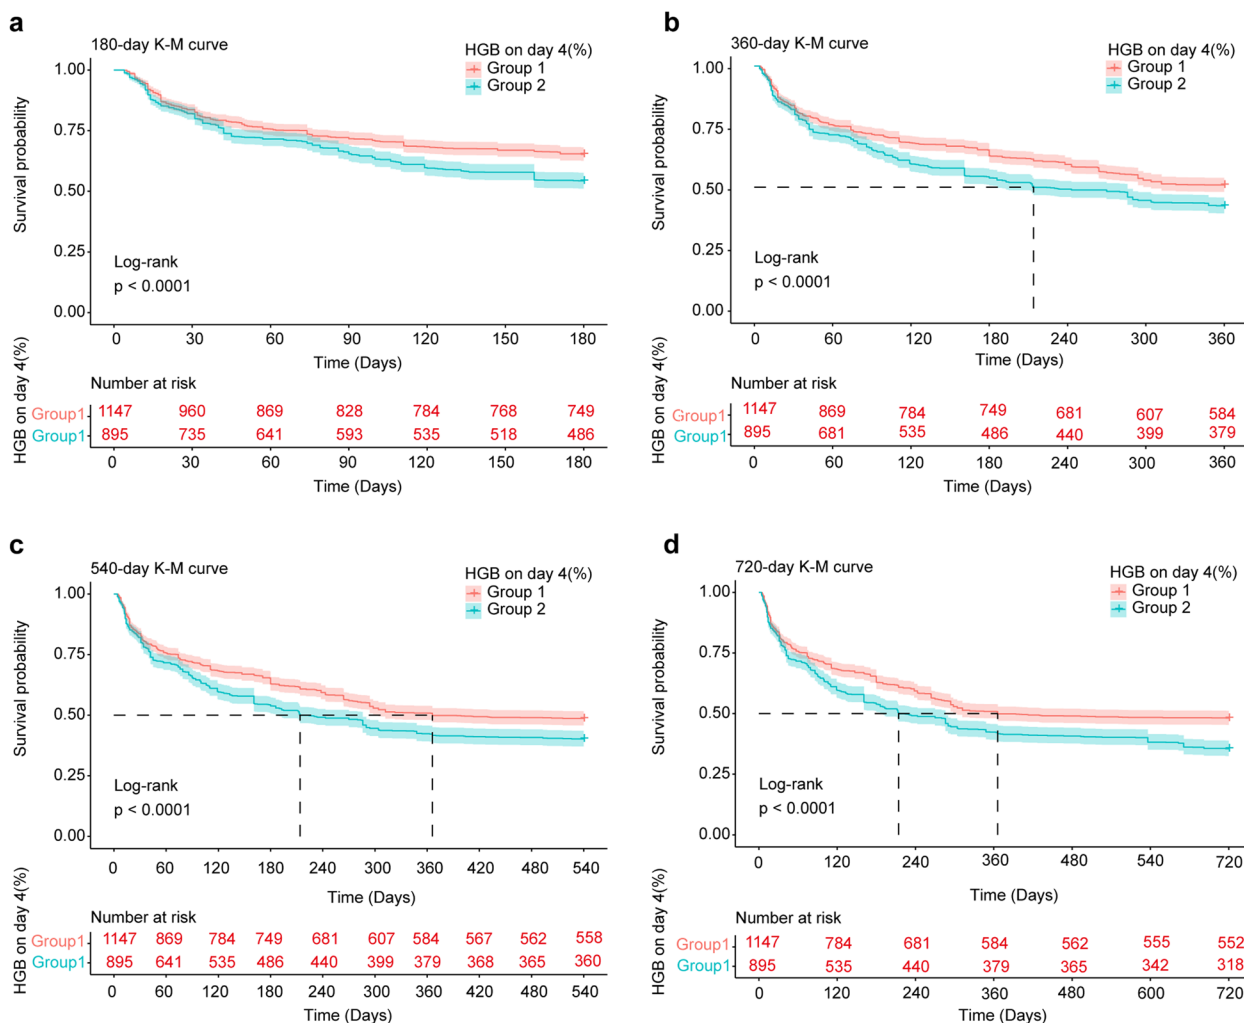 a
180-day K-M curve
HGB on day 4(%)
Group 1
Group 2
Survival probability
1.00
0.75
0.50
0.25
0.00
Log-rank
p < 0.0001
0 30 60 90 120 150 180
Time (Days)
HGB on day 4(%)
Number at risk
Group1 1147 960 869 828 784 768 749
Group1 895 735 641 593 535 518 486
0 30 60 90 120 150 180
Time (Days)
b
360-day K-M curve
HGB on day 4(%)
Group 1
Group 2
Survival probability
1.00
0.75
0.50
0.25
0.00
Log-rank
p < 0.0001
0 60 120 180 240 300 360
Time (Days)
HGB on day 4(%)
Number at risk
Group1 1147 869 784 749 681 607 584
Group1 895 681 535 486 440 399 379
0 60 120 180 240 300 360
Time (Days)
c
540-day K-M curve
HGB on day 4(%)
Group 1
Group 2
Survival probability
1.00
0.75
0.50
0.25
0.00
Log-rank
p < 0.0001
0 60 120 180 240 300 360 420 480 540
Time (Days)
HGB on day 4(%)
Number at risk
Group1 1147 869 784 749 681 607 584 567 562 558
Group1 895 641 535 486 440 399 379 368 365 360
0 60 120 180 240 300 360 420 480 540
Time (Days)
d
720-day K-M curve
HGB on day 4(%)
Group 1
Group 2
Survival probability
1.00
0.75
0.50
0.25
0.00
Log-rank
p < 0.0001
0 120 240 360 480 540 720
Time (Days)
HGB on day 4(%)
Number at risk
Group1 1147 784 681 584 562 555 552
Group1 895 535 440 379 365 342 318
0 120 240 360 480 600 720
Time (Days)